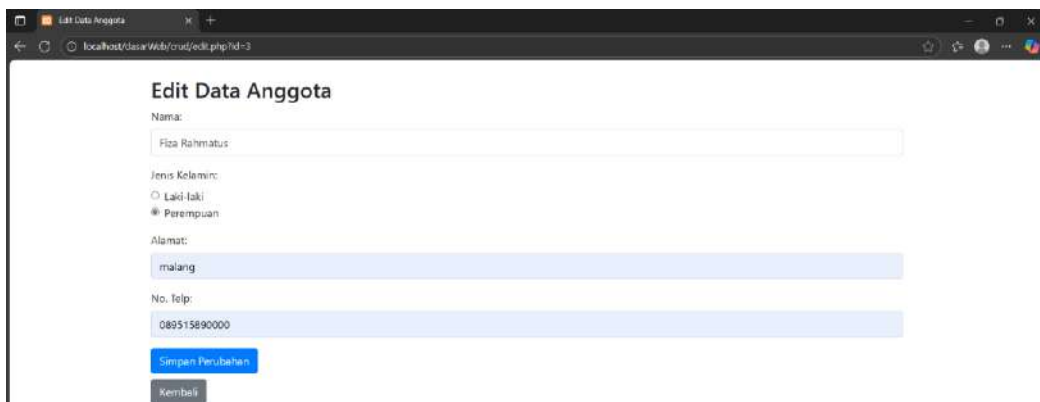 Edit Data Anggota
localhost/dasarWeb/crud/edit.php?id=3
Edit Data Anggota
Nama:
Fiza Rahmatus
Jenis Kelamin:
Laki-laki
Perempuan
Alamat:
malang
No. Telp:
089515890000
Simpan Perubahan
Kembali